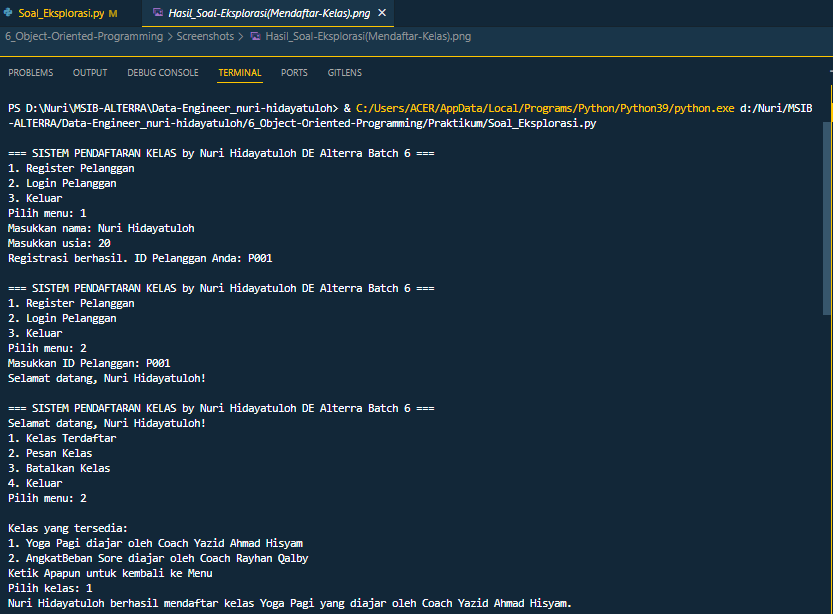 Soal_Eksplorasi.py M
Hasil_Soal-Eksplorasi(Mendaftar-Kelas).png
6_Object-Oriented-Programming > Screenshots > Hasil_Soal-Eksplorasi(Mendaftar-Kelas).png
PROBLEMS OUTPUT DEBUG CONSOLE TERMINAL PORTS GITLENS
PS D:\Nuri\MSIB-ALTERRA\Data-Engineer_nuri-hidayatuloh> & C:/Users/ACER/AppData/Local/Programs/Python/Python39/python.exe d:/Nuri/MSIB
-ALTERRA/Data-Engineer_nuri-hidayatuloh/6_Object-Oriented-Programming/Praktikum/Soal_Eksplorasi.py
=== SISTEM PENDAFTARAN KELAS by Nuri Hidayatuloh DE Alterra Batch 6 ===
1. Register Pelanggan
2. Login Pelanggan
3. Keluar
Pilih menu: 1
Masukkan nama: Nuri Hidayatuloh
Masukkan usia: 20
Registrasi berhasil. ID Pelanggan Anda: P001
=== SISTEM PENDAFTARAN KELAS by Nuri Hidayatuloh DE Alterra Batch 6 ===
1. Register Pelanggan
2. Login Pelanggan
3. Keluar
Pilih menu: 2
Masukkan ID Pelanggan: P001
Selamat datang, Nuri Hidayatuloh!
=== SISTEM PENDAFTARAN KELAS by Nuri Hidayatuloh DE Alterra Batch 6 ===
Selamat datang, Nuri Hidayatuloh!
1. Kelas Terdaftar
2. Pesan Kelas
3. Batalkan Kelas
4. Keluar
Pilih menu: 2
Kelas yang tersedia:
1. Yoga Pagi diajar oleh Coach Yazid Ahmad Hisyam
2. AngkatBeban Sore diajar oleh Coach Rayhan Qalby
Ketik Apapun untuk kembali ke Menu
Pilih kelas: 1
Nuri Hidayatuloh berhasil mendaftar kelas Yoga Pagi yang diajar oleh Coach Yazid Ahmad Hisyam.